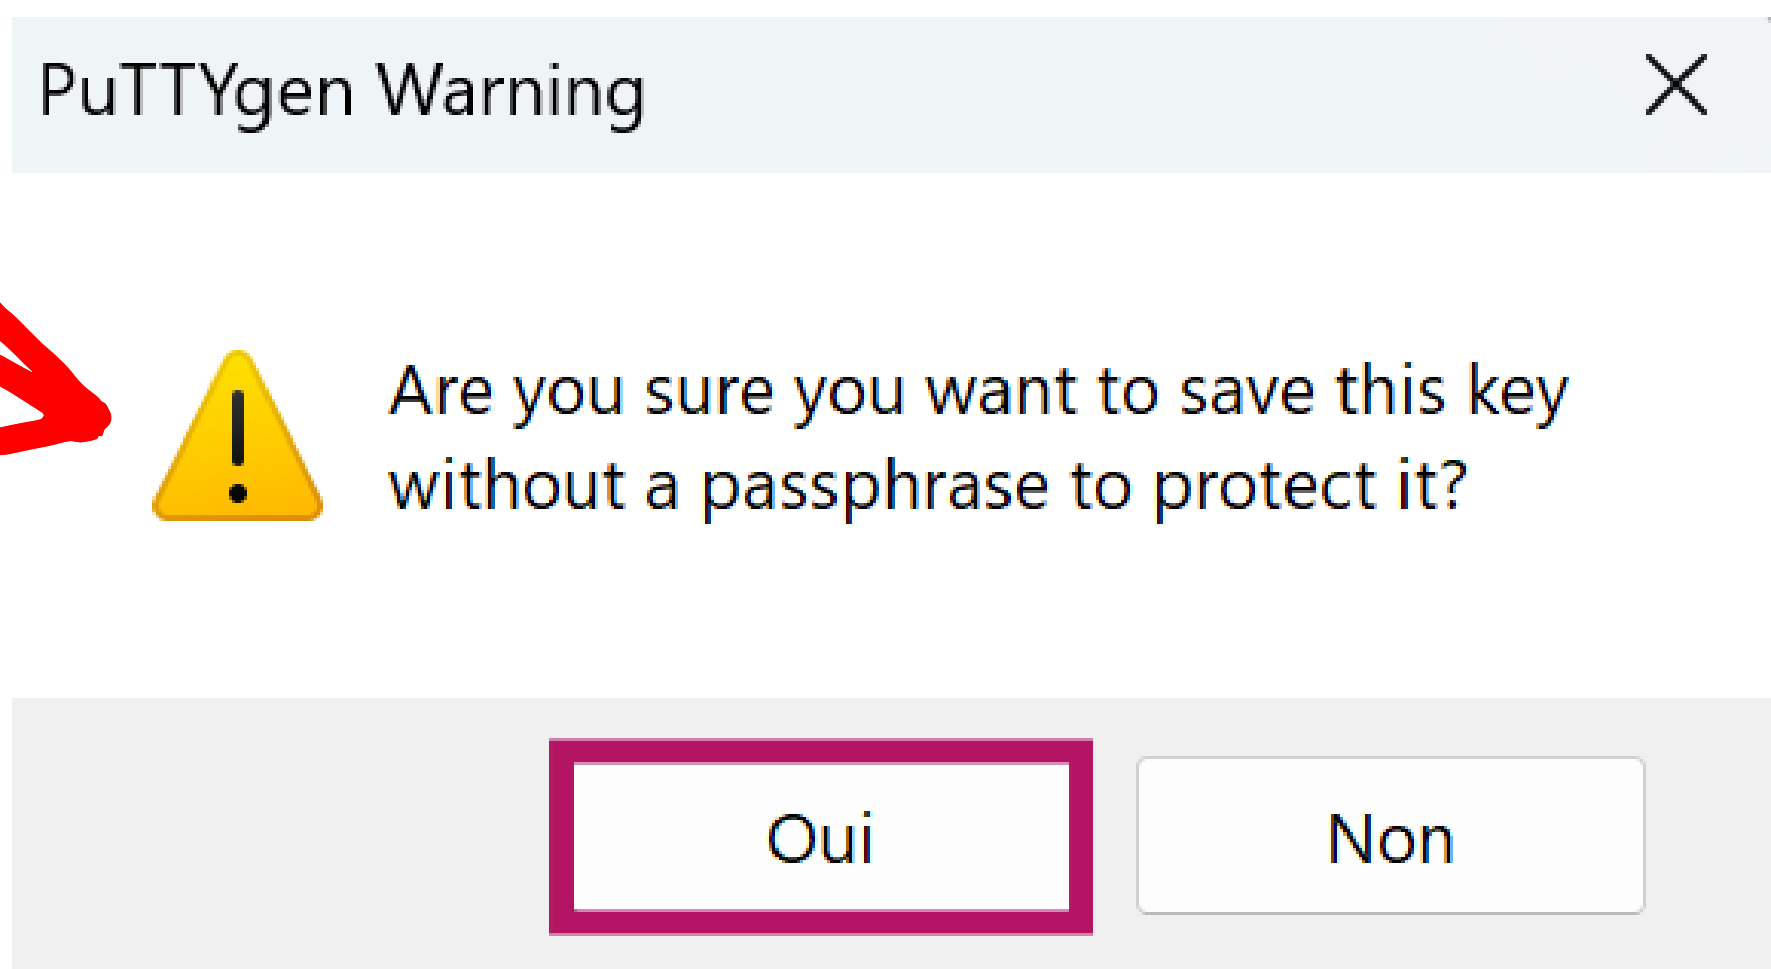 PuTTYgen Warning
Are you sure you want to save this key
without a passphrase to protect it?
Oui
Non